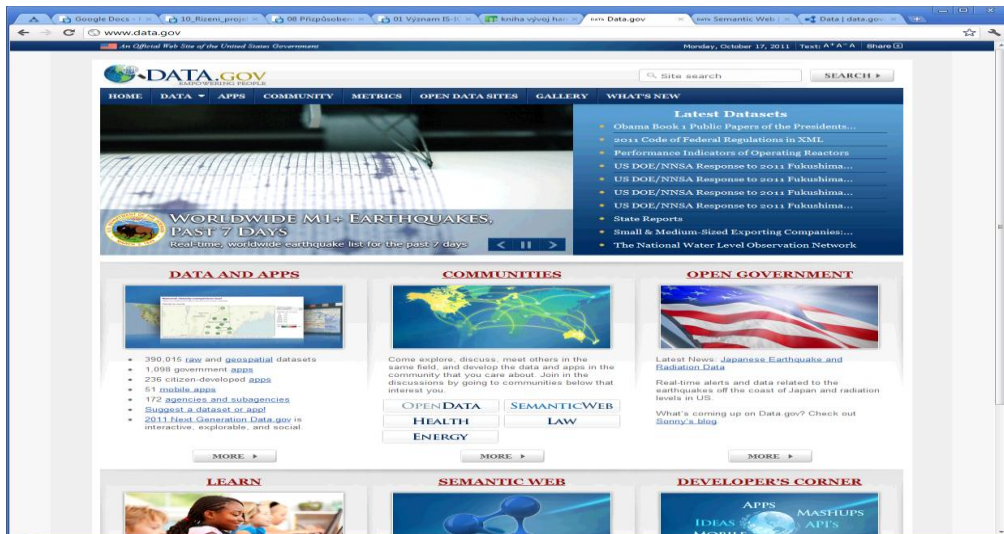 Google Docs - I
10_Rizeni_proje
08 Přizpůsoben
01 Význam IS-IC
kniha vývoj har
Data.gov
Semantic Web |
Data | data.gov
www.data.gov
An Official Web Site of the United States Government
Monday, October 17, 2011
Text: A+ A- A
Share
DATA.GOV
EMPOWERING PEOPLE
Site search
SEARCH
HOME
DATA
APPS
COMMUNITY
METRICS
OPEN DATA SITES
GALLERY
WHAT'S NEW
WORLDWIDE M1+ EARTHQUAKES,
PAST 7 DAYS
Real-time, worldwide earthquake list for the past 7 days
Latest Datasets
Obama Book 1 Public Papers of the Presidents...
2011 Code of Federal Regulations in XML
Performance Indicators of Operating Reactors
US DOE/NNSA Response to 2011 Fukushima...
US DOE/NNSA Response to 2011 Fukushima...
US DOE/NNSA Response to 2011 Fukushima...
US DOE/NNSA Response to 2011 Fukushima...
State Reports
Small & Medium-Sized Exporting Companies:...
The National Water Level Observation Network
DATA AND APPS
390,015 raw and geospatial datasets
1,098 government apps
236 citizen-developed apps
51 mobile apps
172 agencies and subagencies
Suggest a dataset or app!
2011 Next Generation Data.gov is
interactive, explorable, and social.
MORE
COMMUNITIES
Come explore, discuss, meet others in the
same field, and develop the data and apps in the
community that you care about. Join in the
discussions by going to communities below that
interest you.
OPENDATA
SEMANTICWEB
HEALTH
LAW
ENERGY
MORE
OPEN GOVERNMENT
Latest News: Japanese Earthquake and
Radiation Data
Real-time alerts and data related to the
earthquakes off the coast of Japan and radiation
levels in US.
What's coming up on Data.gov? Check out
Sonny's blog
MORE
LEARN
SEMANTIC WEB
DEVELOPER'S CORNER
APPS
MASHUPS
IDEAS
API'S
MOBILE